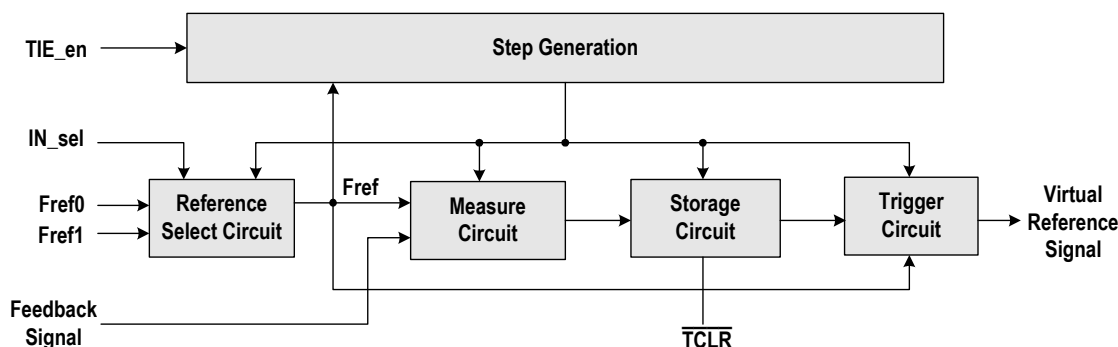 Step Generation
TIE_en
IN_sel
Fref0
Fref1
Reference
Select Circuit
Fref
Measure
Circuit
Storage
Circuit
Trigger
Circuit
Virtual
Reference
Signal
Feedback
Signal
T̅C̅L̅R̅